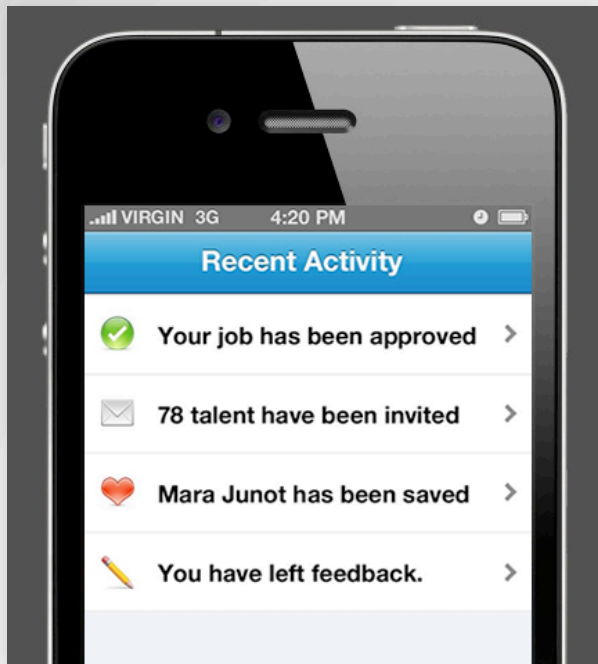 VIRGIN 3G 4:20 PM
Recent Activity
Your job has been approved
78 talent have been invited
Mara Junot has been saved
You have left feedback.